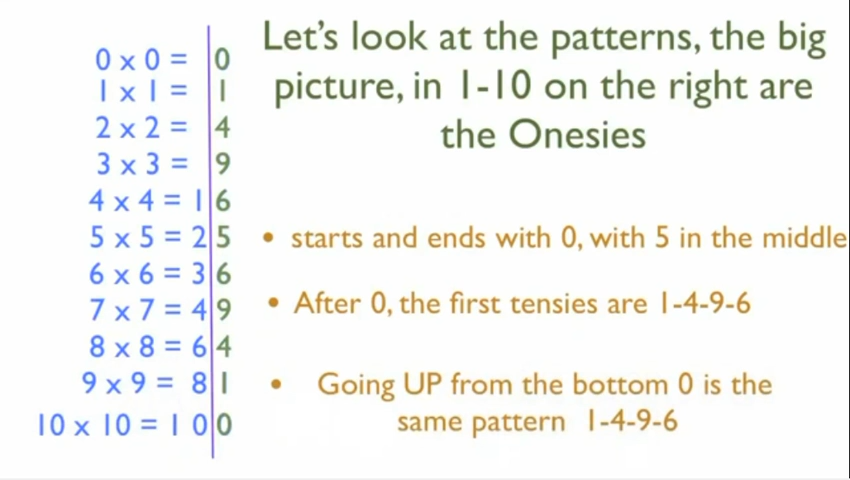 0 x 0 = 0
1 x 1 = 1
2 x 2 = 4
3 x 3 = 9
4 x 4 = 16
5 x 5 = 25
6 x 6 = 36
7 x 7 = 49
8 x 8 = 64
9 x 9 = 81
10 x 10 = 100
Let's look at the patterns, the big
picture, in 1-10 on the right are
the Onesies
• starts and ends with 0, with 5 in the middle
• After 0, the first tensies are 1-4-9-6
• Going UP from the bottom 0 is the
same pattern 1-4-9-6